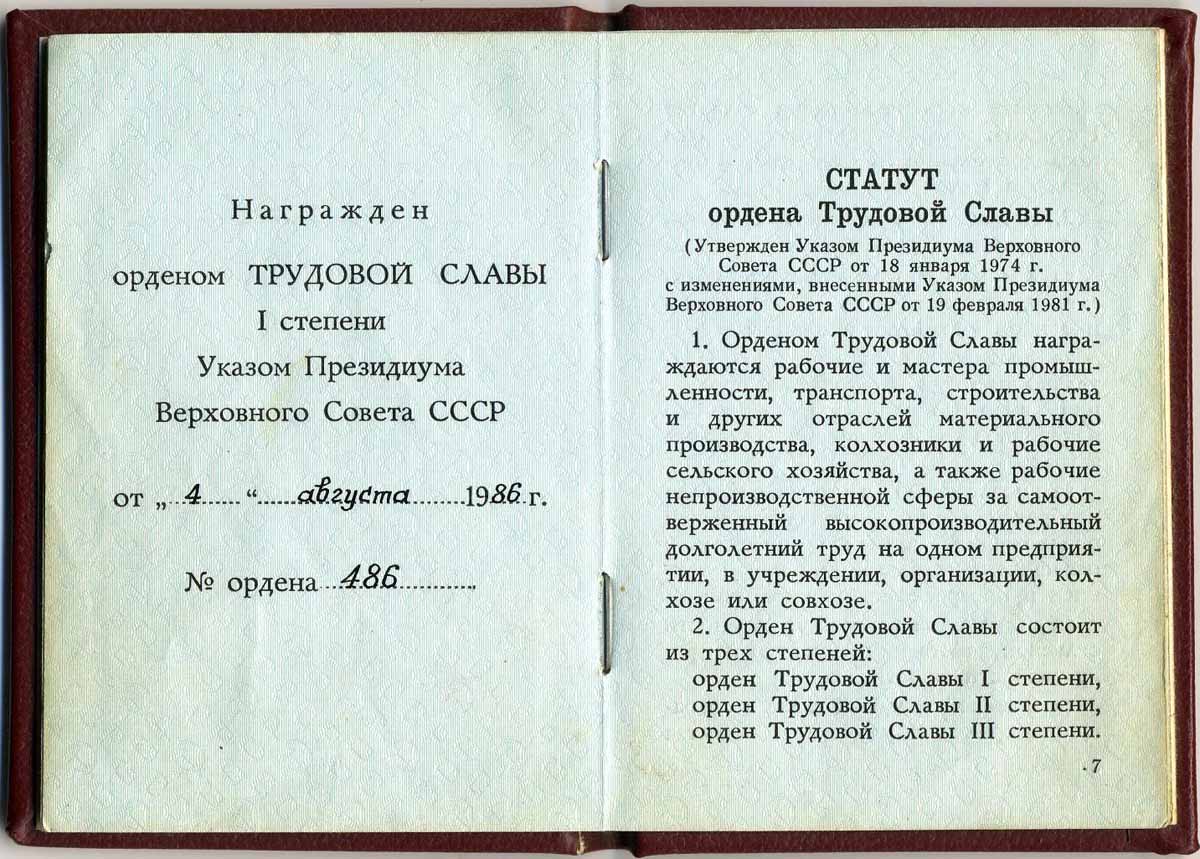 Награжден
орденом ТРУДОВОЙ СЛАВЫ
I степени
Указом Президиума
Верховного Совета СССР
от „ 4 “ августа 1986 г.
№ ордена 486
СТАТУТ
ордена Трудовой Славы
(Утвержден Указом Президиума Верховного
Совета СССР от 18 января 1974 г.
с изменениями, внесенными Указом Президиума
Верховного Совета СССР от 19 февраля 1981 г.)
1. Орденом Трудовой Славы награ-
ждаются рабочие и мастера промыш-
ленности, транспорта, строительства
и других отраслей материального
производства, колхозники и рабочие
сельского хозяйства, а также рабочие
непроизводственной сферы за самоот-
верженный высокопроизводительный
долголетний труд на одном предприя-
тии, в учреждении, организации, кол-
хозе или совхозе.
2. Орден Трудовой Славы состоит
из трех степеней:
орден Трудовой Славы I степени,
орден Трудовой Славы II степени,
орден Трудовой Славы III степени.
7